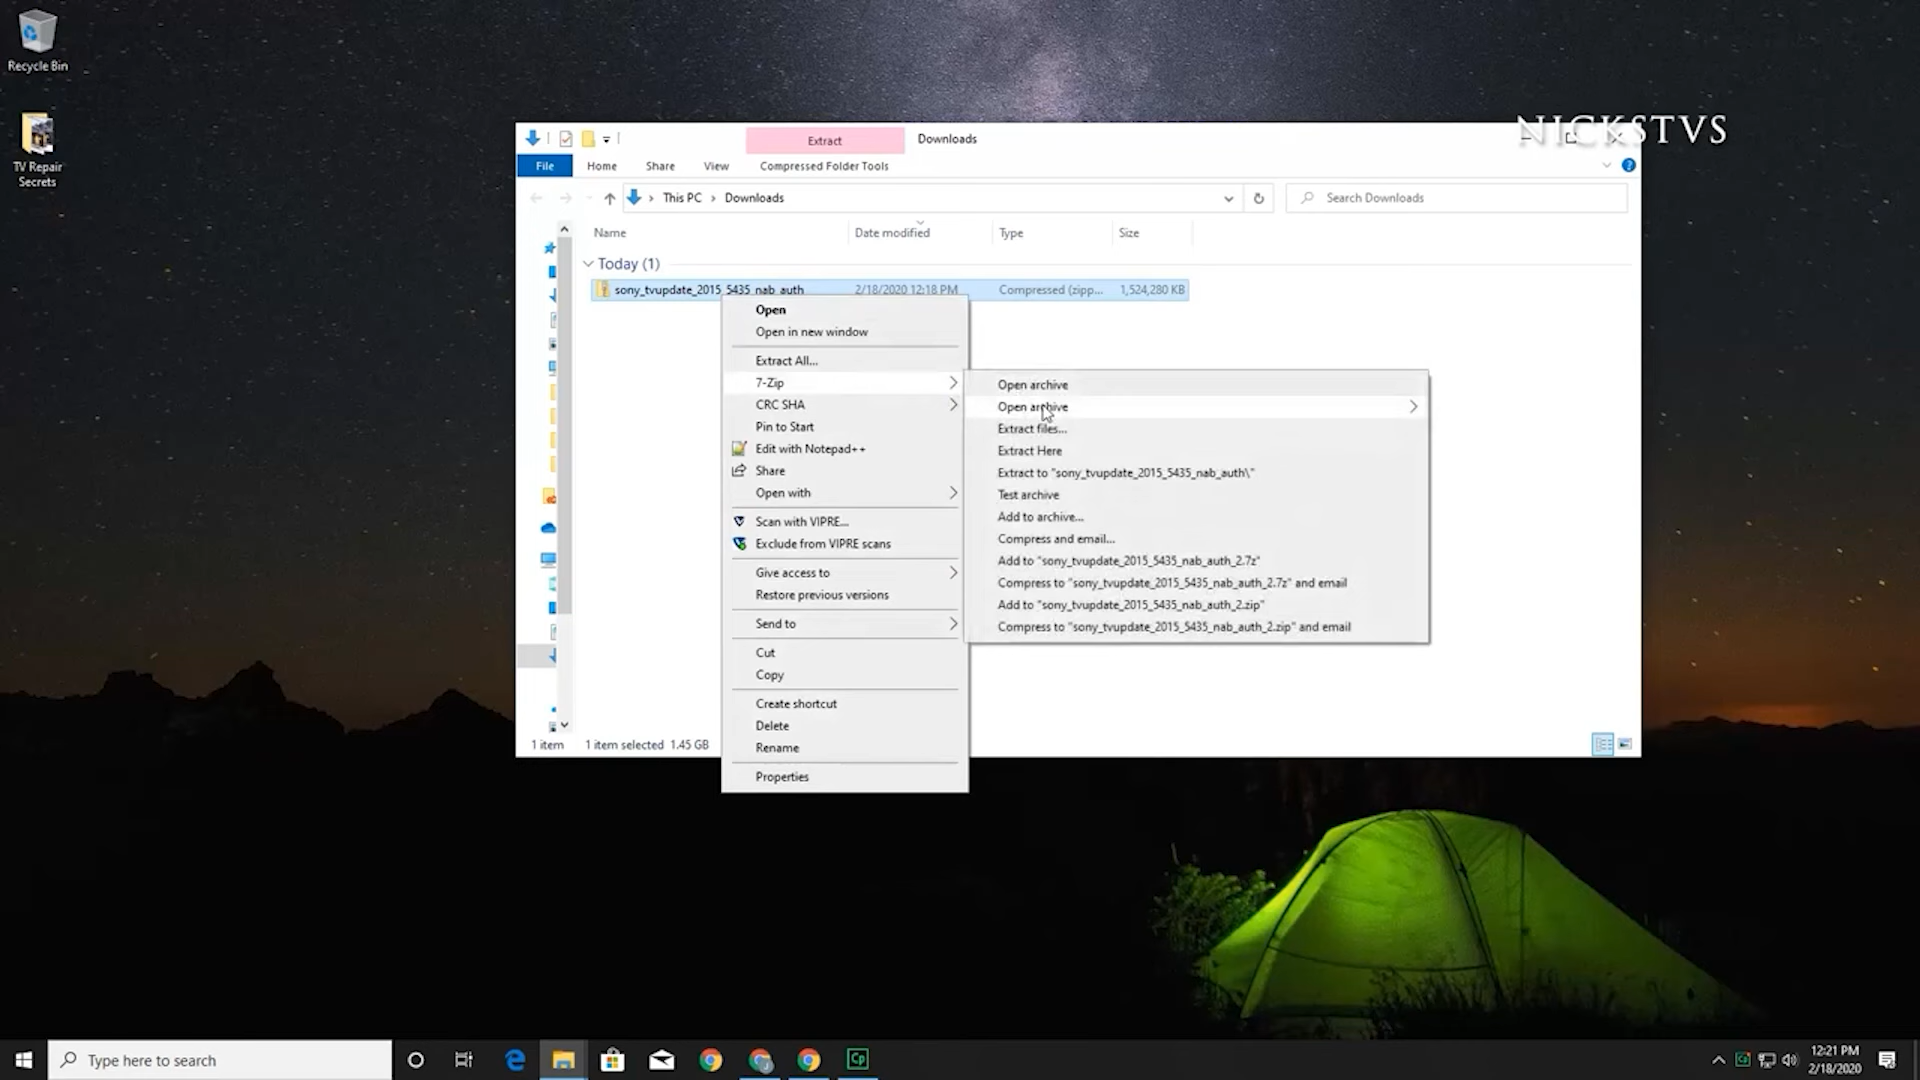 Recycle Bin
TV Repair
Secrets
NICKSTVS
Extract
Downloads
File
Home
Share
View
Compressed Folder Tools
This PC
Downloads
Search Downloads
Name
Date modified
Type
Size
Today (1)
sony_tvupdate_2015_5435_nab_auth
2/18/2020 12:18 PM
Compressed (zipp...
1,524,280 KB
Open
Open in new window
Extract All...
7-Zip
CRC SHA
Pin to Start
Edit with Notepad++
Share
Open with
Scan with VIPRE...
Exclude from VIPRE scans
Give access to
Restore previous versions
Send to
Cut
Copy
Create shortcut
Delete
Rename
Properties
Open archive
Open archive
Extract files...
Extract Here
Extract to "sony_tvupdate_2015_5435_nab_auth\"
Test archive
Add to archive...
Compress and email...
Add to "sony_tvupdate_2015_5435_nab_auth_2.7z"
Compress to "sony_tvupdate_2015_5435_nab_auth_2.7z" and email
Add to "sony_tvupdate_2015_5435_nab_auth_2.zip"
Compress to "sony_tvupdate_2015_5435_nab_auth_2.zip" and email
1 item
1 item selected 1.45 GB
Type here to search
Cp
12:21 PM
2/18/2020